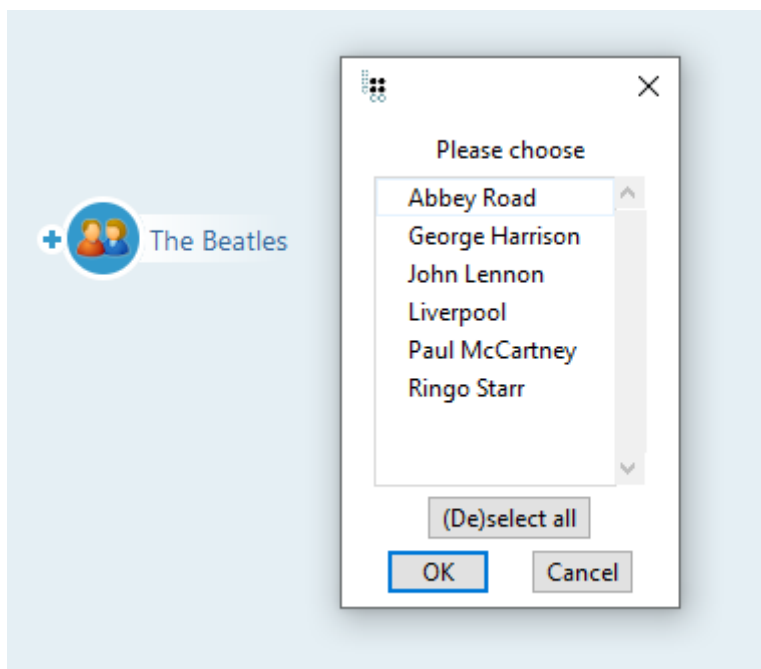 The Beatles
Please choose
Abbey Road
George Harrison
John Lennon
Liverpool
Paul McCartney
Ringo Starr
(De)select all
OK Cancel